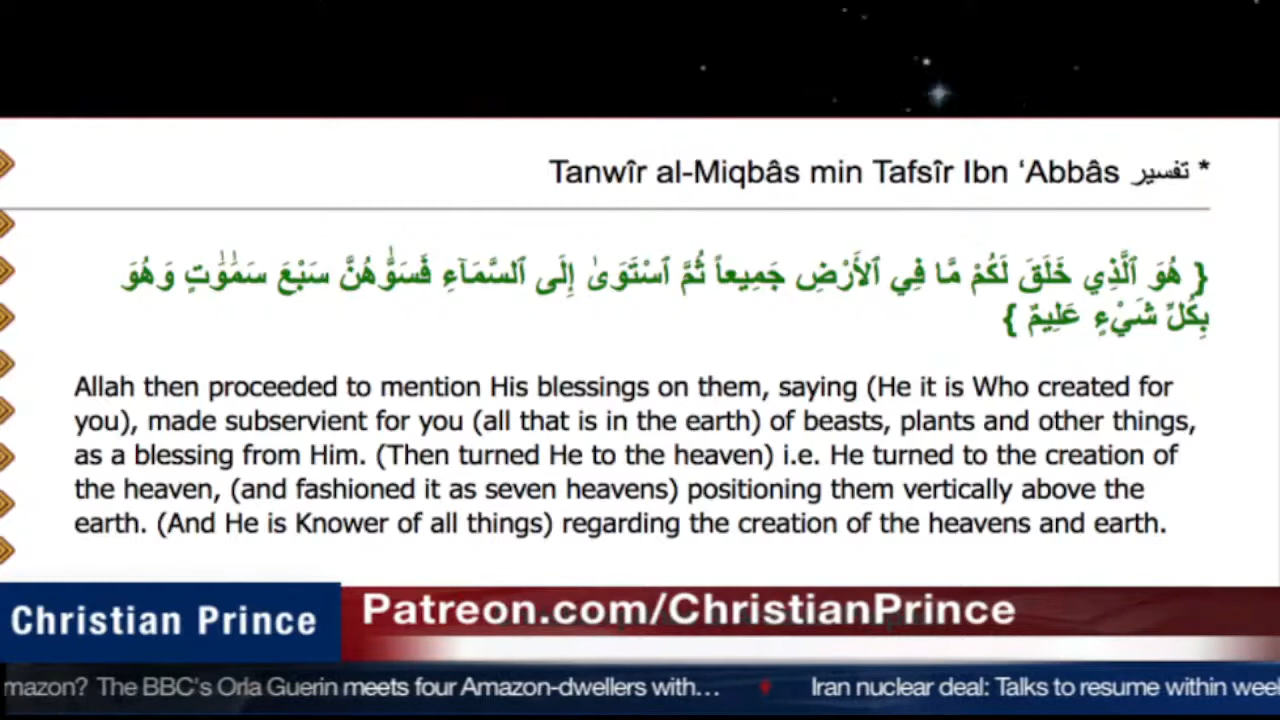 Tanwîr al-Miqbâs min Tafsîr Ibn ‘Abbâs تفسير *
{ هُوَ ٱلَّذِي خَلَقَ لَكُمْ مَّا فِي ٱلأَرْضِ جَمِيعاً ثُمَّ ٱسْتَوَىٰ إِلَى ٱلسَّمَآءِ فَسَوَّٰهُنَّ سَبْعَ سَمَٰوَٰتٍ وَهُوَ
بِكُلِّ شَيْءٍ عَلِيمٌ }
Allah then proceeded to mention His blessings on them, saying (He it is Who created for
you), made subservient for you (all that is in the earth) of beasts, plants and other things,
as a blessing from Him. (Then turned He to the heaven) i.e. He turned to the creation of
the heaven, (and fashioned it as seven heavens) positioning them vertically above the
earth. (And He is Knower of all things) regarding the creation of the heavens and earth.
Christian Prince
Patreon.com/ChristianPrince
mazon? The BBC's Orla Guerin meets four Amazon-dwellers with... Iran nuclear deal: Talks to resume within